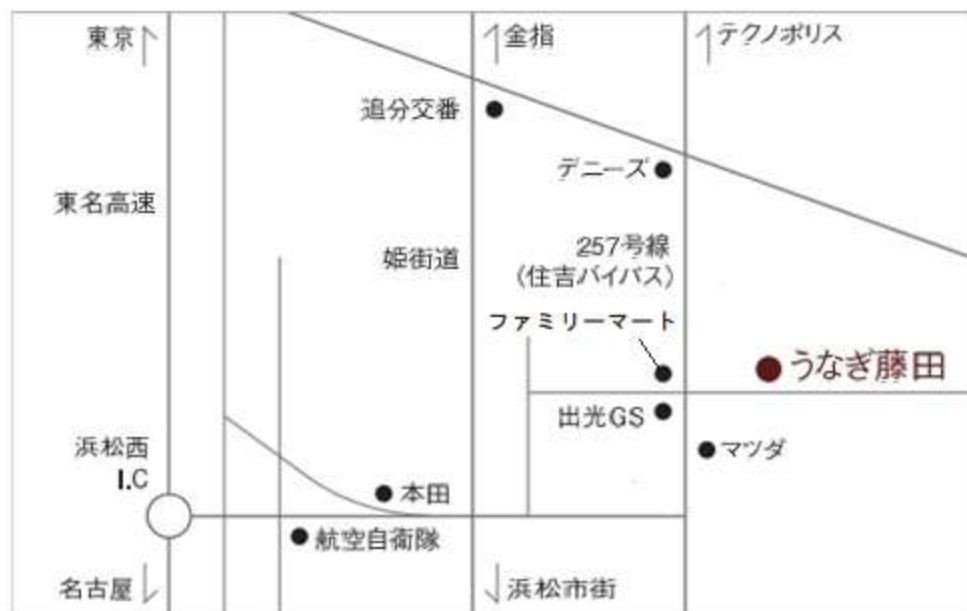 東京
金指
テクノポリス
追分交番
デニーズ
東名高速
姫街道
257号線
(住吉バイパス)
ファミリーマート
うなぎ藤田
出光GS
マツダ
浜松西
I.C
本田
航空自衛隊
名古屋
浜松市街